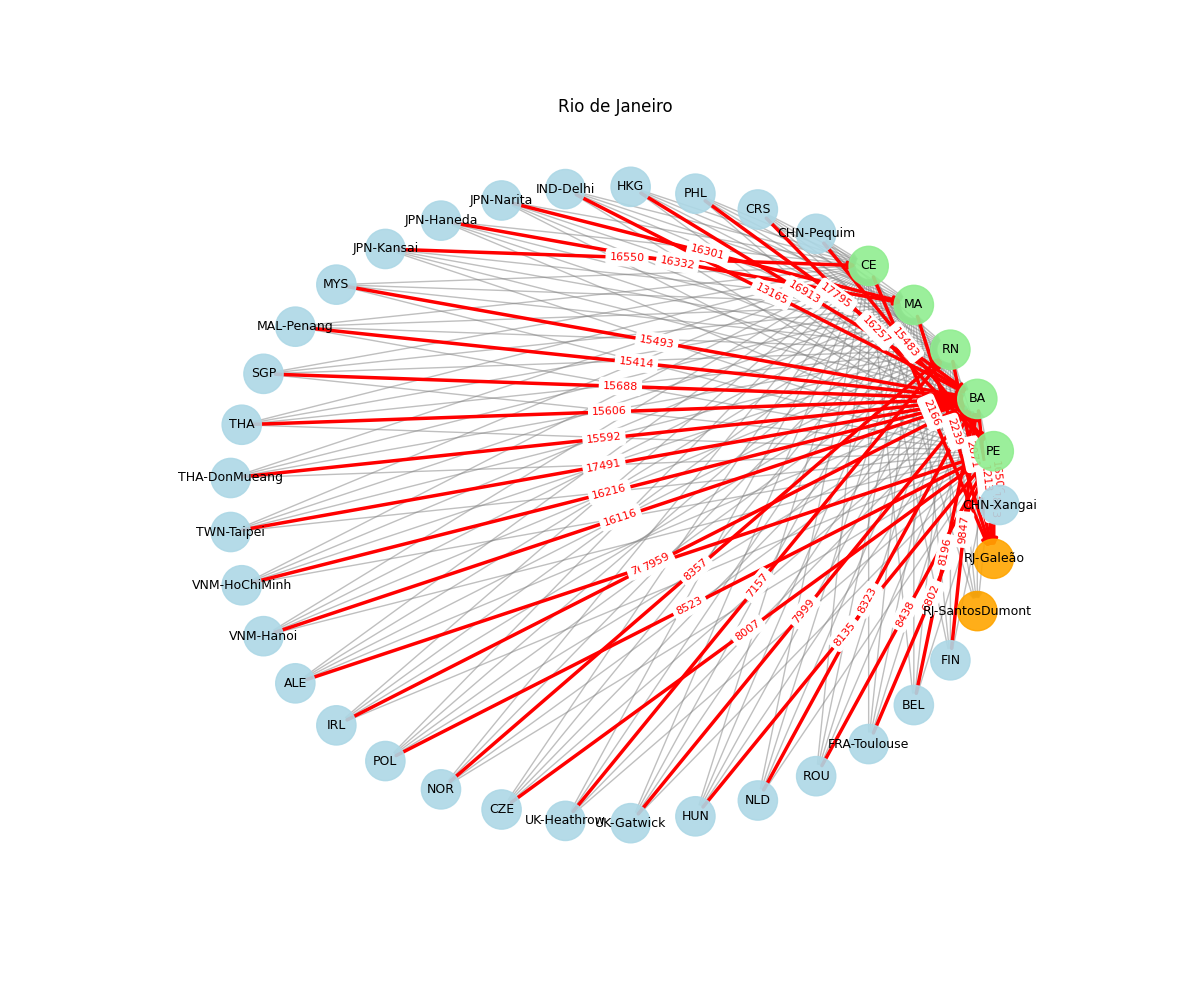 Rio de Janeiro
HKG
IND-Delhi
PHL
JPN-Narita
CRS
JPN-Haneda
CHN-Pequim
JPN-Kansai
16301
16550
16332
CE
MYS
13165
16913
17795
MA
MAL-Penang
16257
15493
15483
RN
15414
SGP
15688
BA
15606
2166
THA
2239
15592
PE
17491
THA-DonMueang
16216
CHN-Xangai
16116
TWN-Taipei
9847
8196
RJ-Galeão
7959
8357
VNM-HoChiMinh
7157
8323
8523
7999
RJ-SantosDumont
8438
8007
8135
VNM-Hanoi
FIN
ALE
BEL
IRL
FRA-Toulouse
POL
ROU
NOR
NLD
CZE
HUN
UK-Heathrow
UK-Gatwick